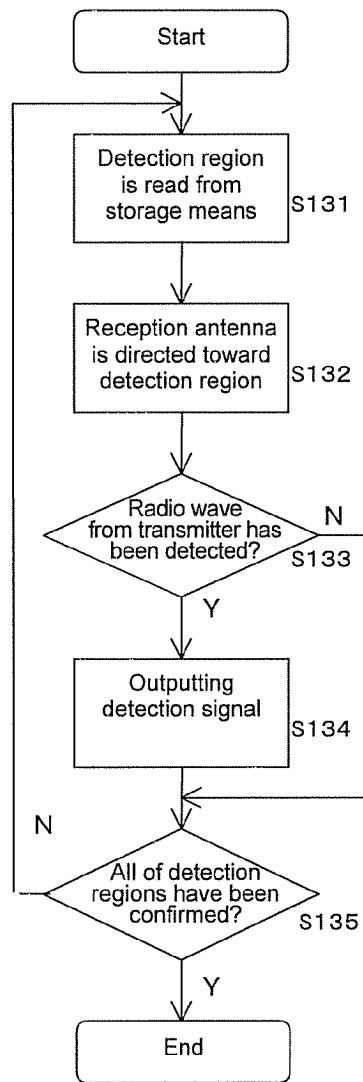 Start
Detection region
is read from
storage means
S131
Reception antenna
is directed toward
detection region
S132
Radio wave
from transmitter has
been detected?
N
S133
Y
Outputting
detection signal
S134
N
All of detection
regions have been
confirmed?
S135
Y
End